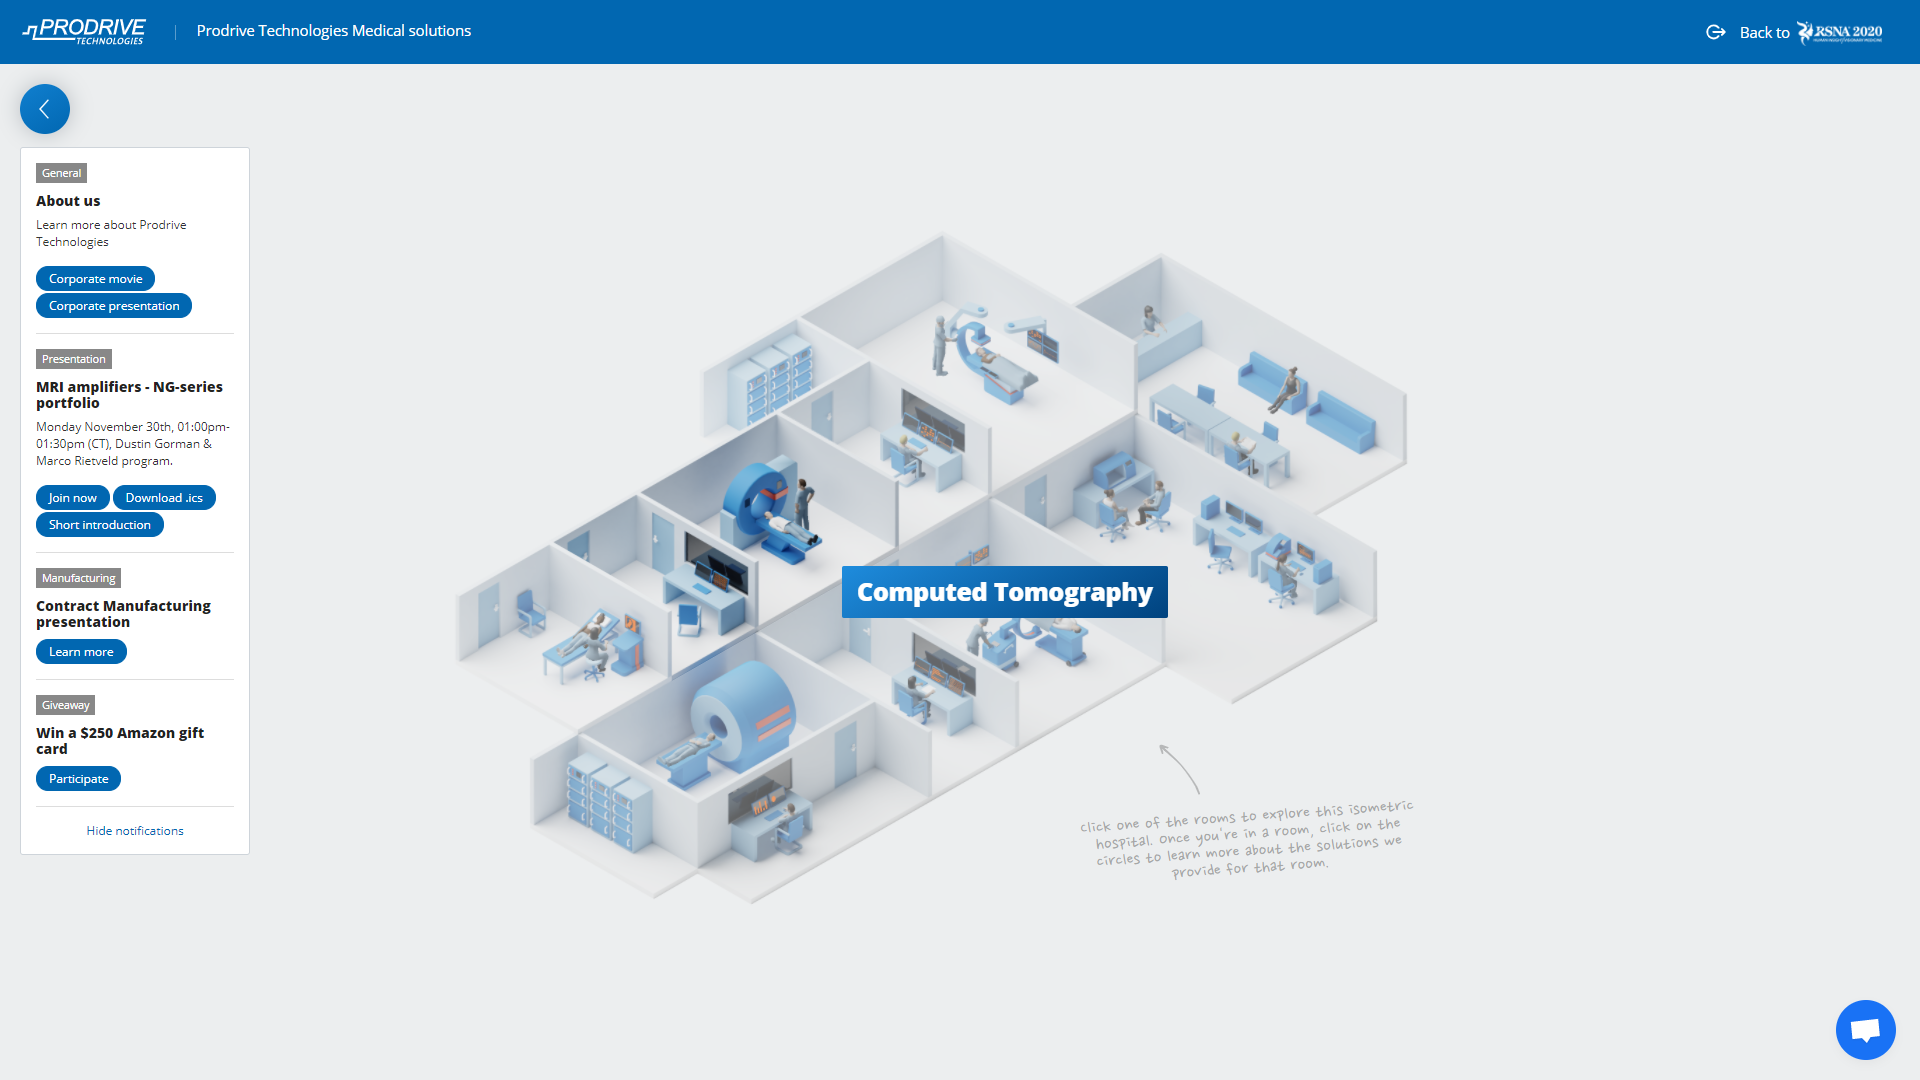 PRODRIVE
TECHNOLOGIES
Prodrive Technologies Medical solutions
Back to
RSNA 2020
General
About us
Learn more about Prodrive
Technologies
Corporate movie
Corporate presentation
Presentation
MRI amplifiers - NG-series
portfolio
Monday November 30th, 01:00pm-
01:30pm (CT), Dustin Gorman &
Marco Rietveld program.
Join now
Download .ics
Short introduction
Manufacturing
Contract Manufacturing
presentation
Learn more
Giveaway
Win a $250 Amazon gift
card
Participate
Hide notifications
Computed Tomography
click one of the rooms to explore this isometric
hospital. Once you're in a room, click on the
circles to learn more about the solutions we
provide for that room.